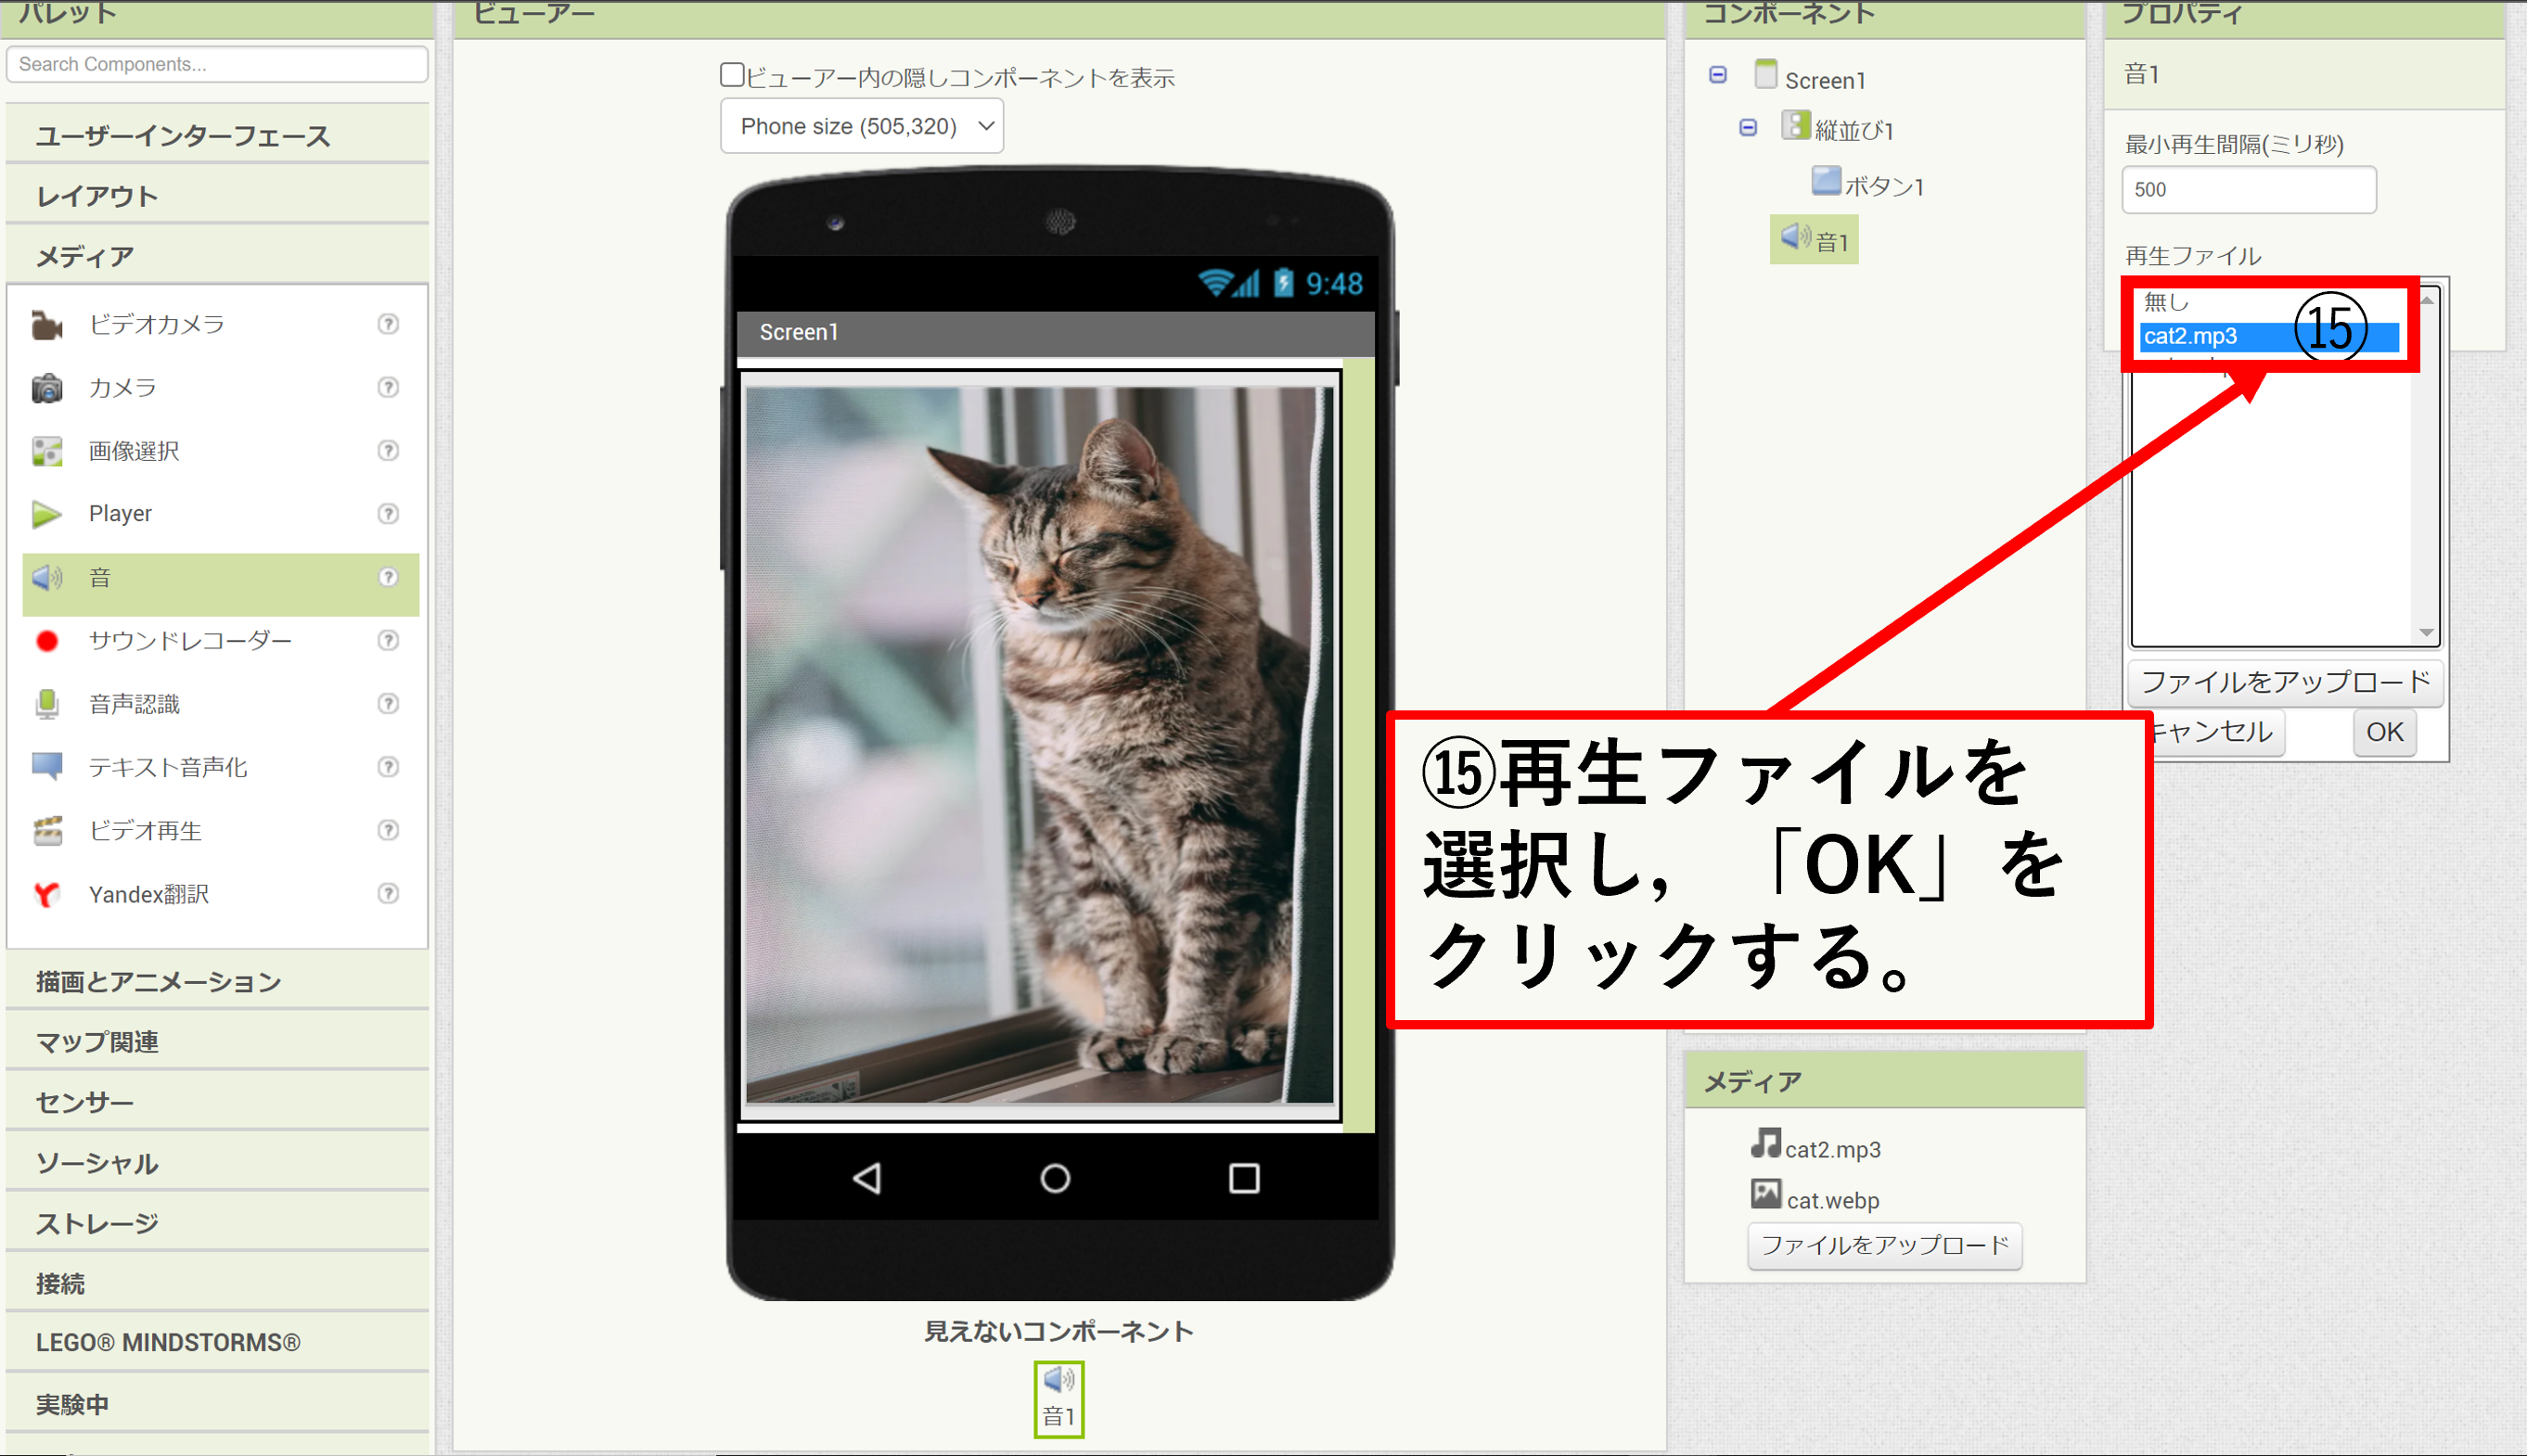 パレット
Search Components...
ユーザーインターフェース
レイアウト
メディア
ビデオカメラ
カメラ
画像選択
Player
音
サウンドレコーダー
音声認識
テキスト音声化
ビデオ再生
Yandex翻訳
描画とアニメーション
マップ関連
センサー
ソーシャル
ストレージ
接続
LEGO® MINDSTORMS®
実験中
ビューアー
ビューアー内の隠しコンポーネントを表示
Phone size (505,320)
9:48
Screen1
見えないコンポーネント
音1
コンポーネント
Screen1
縦並び1
ボタン1
音1
⑮再生ファイルを
選択し,「OK」を
クリックする。
メディア
cat2.mp3
cat.webp
ファイルをアップロード
プロパティ
音1
最小再生間隔(ミリ秒)
500
再生ファイル
無し
cat2.mp3
⑮
ファイルをアップロード
キャンセル OK